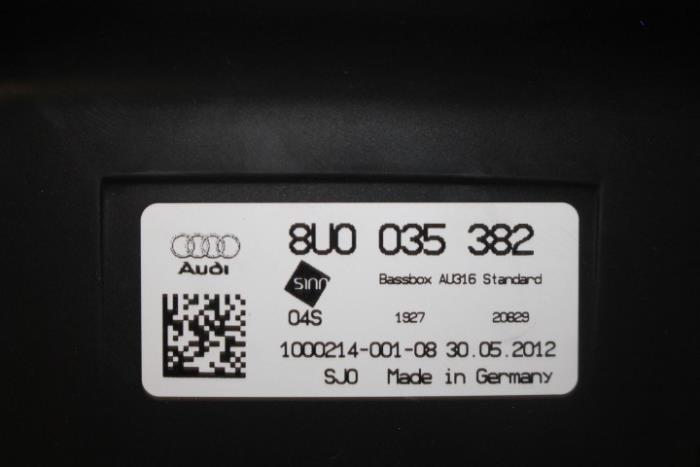 8U0 035 382
Audi
sinn
Bassbox AU316 Standard
04S 1927 20829
1000214-001-08 30.05.2012
SJ0 Made in Germany